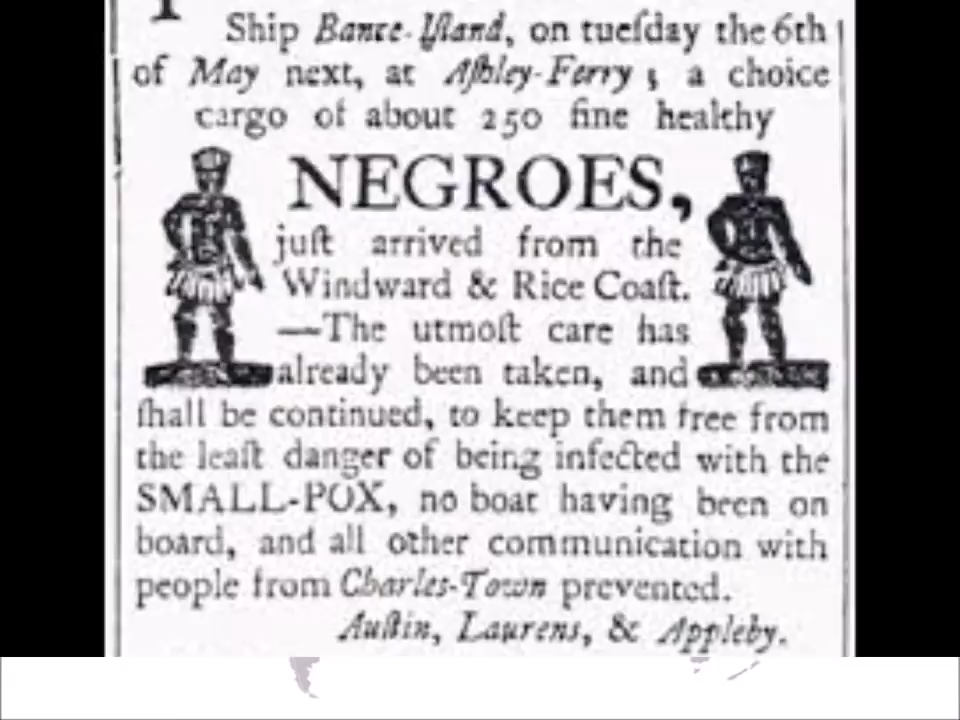 Ship Bance-Iſland, on tueſday the 6th
of May next, at Aſhley-Ferry; a choice
cargo of about 250 fine healthy
NEGROES,
juſt arrived from the
Windward & Rice Coaſt.
—The utmoſt care has
already been taken, and
ſhall be continued, to keep them free from
the leaſt danger of being infected with the
SMALL-POX, no boat having been on
board, and all other communication with
people from Charles-Town prevented.
Auſtin, Laurens, & Appleby.